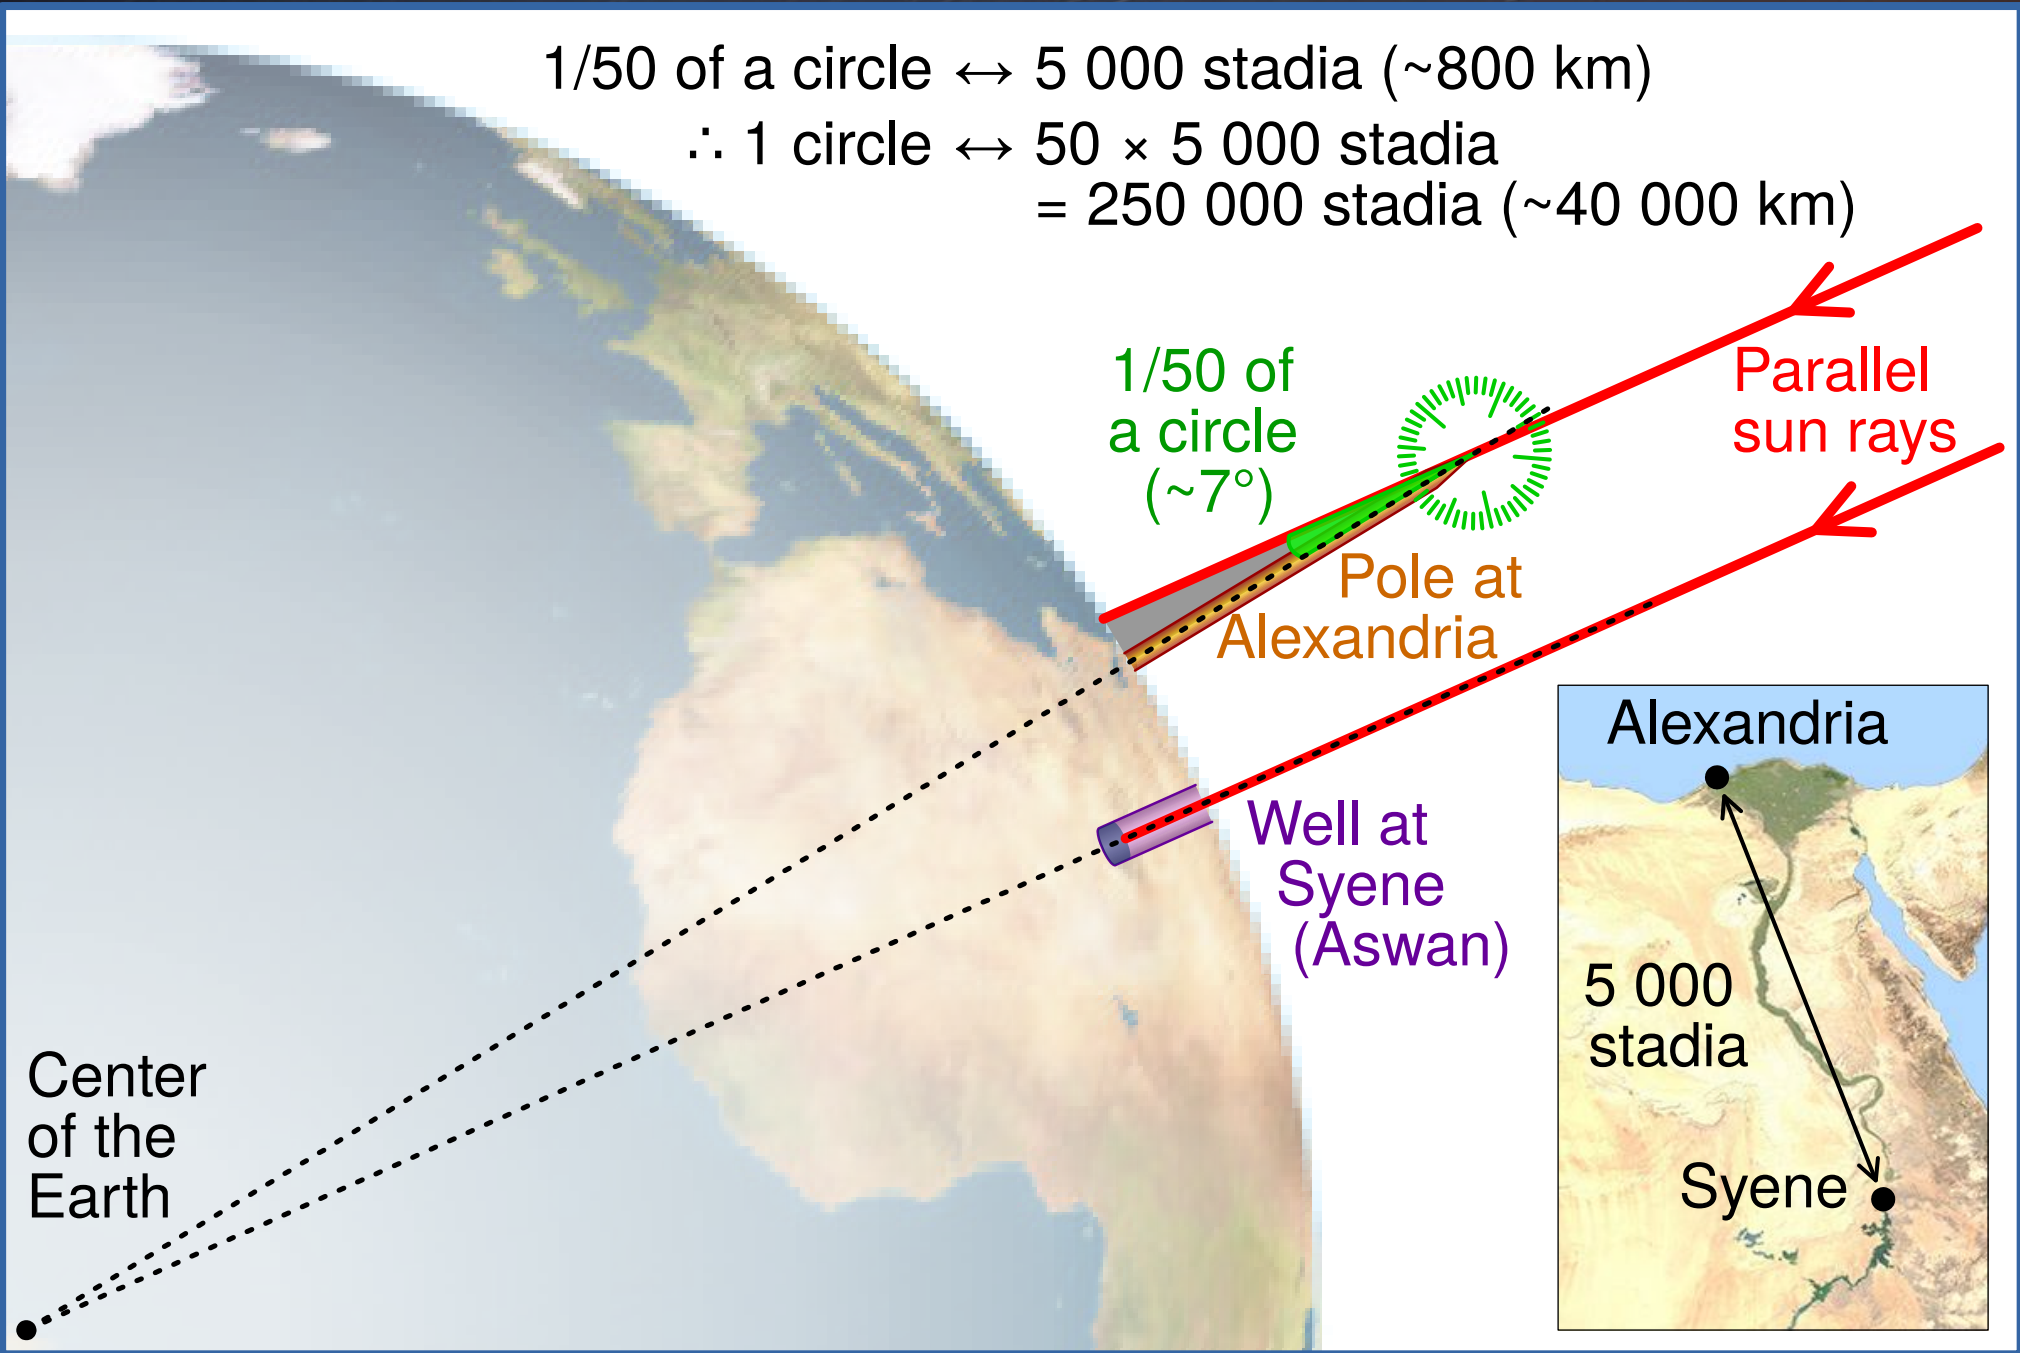 1/50 of a circle ↔ 5 000 stadia (~800 km)
∴ 1 circle ↔ 50 × 5 000 stadia
= 250 000 stadia (~40 000 km)
1/50 of
a circle
(~7°)
Parallel
sun rays
Pole at
Alexandria
Well at
Syene
(Aswan)
Center
of the
Earth
Alexandria
5 000
stadia
Syene